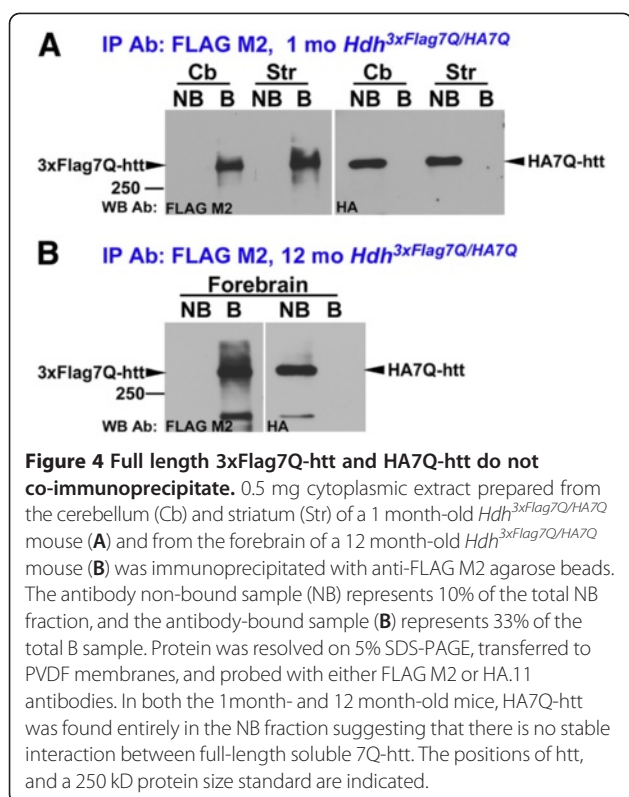 A IP Ab: FLAG M2, 1 mo Hdh3xFlag7Q/HA7Q
Cb Str Cb Str
NB B NB B NB B NB B
3xFlag7Q-htt
HA7Q-htt
250
WB Ab: FLAG M2 HA
B IP Ab: FLAG M2, 12 mo Hdh3xFlag7Q/HA7Q
Forebrain
NB B NB B
3xFlag7Q-htt
HA7Q-htt
250
WB Ab: FLAG M2 HA
Figure 4 Full length 3xFlag7Q-htt and HA7Q-htt do not
co-immunoprecipitate. 0.5 mg cytoplasmic extract prepared from
the cerebellum (Cb) and striatum (Str) of a 1 month-old Hdh3xFlag7Q/HA7Q
mouse (A) and from the forebrain of a 12 month-old Hdh3xFlag7Q/HA7Q
mouse (B) was immunoprecipitated with anti-FLAG M2 agarose beads.
The antibody non-bound sample (NB) represents 10% of the total NB
fraction, and the antibody-bound sample (B) represents 33% of the
total B sample. Protein was resolved on 5% SDS-PAGE, transferred to
PVDF membranes, and probed with either FLAG M2 or HA.11
antibodies. In both the 1month- and 12 month-old mice, HA7Q-htt
was found entirely in the NB fraction suggesting that there is no stable
interaction between full-length soluble 7Q-htt. The positions of htt,
and a 250 kD protein size standard are indicated.